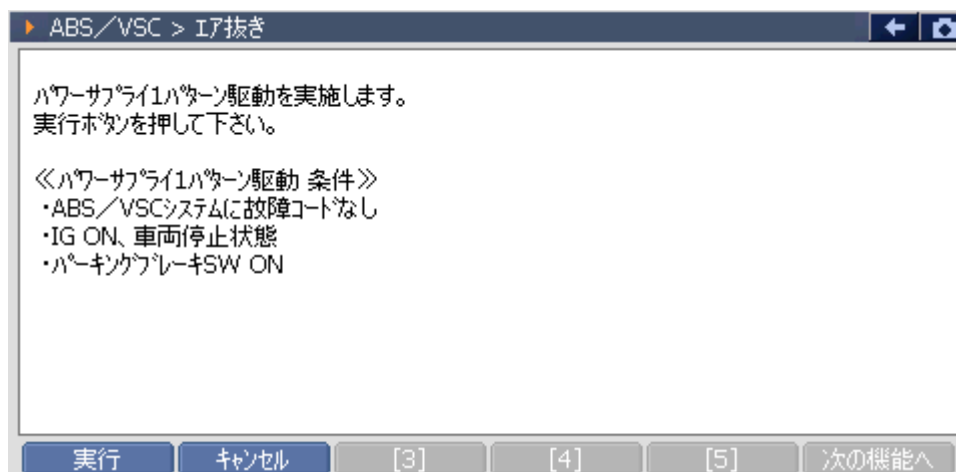 ABS／VSC > ｴｱ抜き
ﾊﾟﾜｰｻﾌﾟﾗｲ1ﾊﾟﾀｰﾝ駆動を実施します。
実行ﾎﾞﾀﾝを押して下さい。
≪ﾊﾟﾜｰｻﾌﾟﾗｲ1ﾊﾟﾀｰﾝ駆動 条件≫
・ABS／VSCｼｽﾃﾑに故障ｺｰﾄﾞなし
・IG ON、車両停止状態
・ﾊﾟｰｷﾝｸﾞﾌﾞﾚｰｷSW ON
実行 ｷｬﾝｾﾙ [3] [4] [5] 次の機能へ